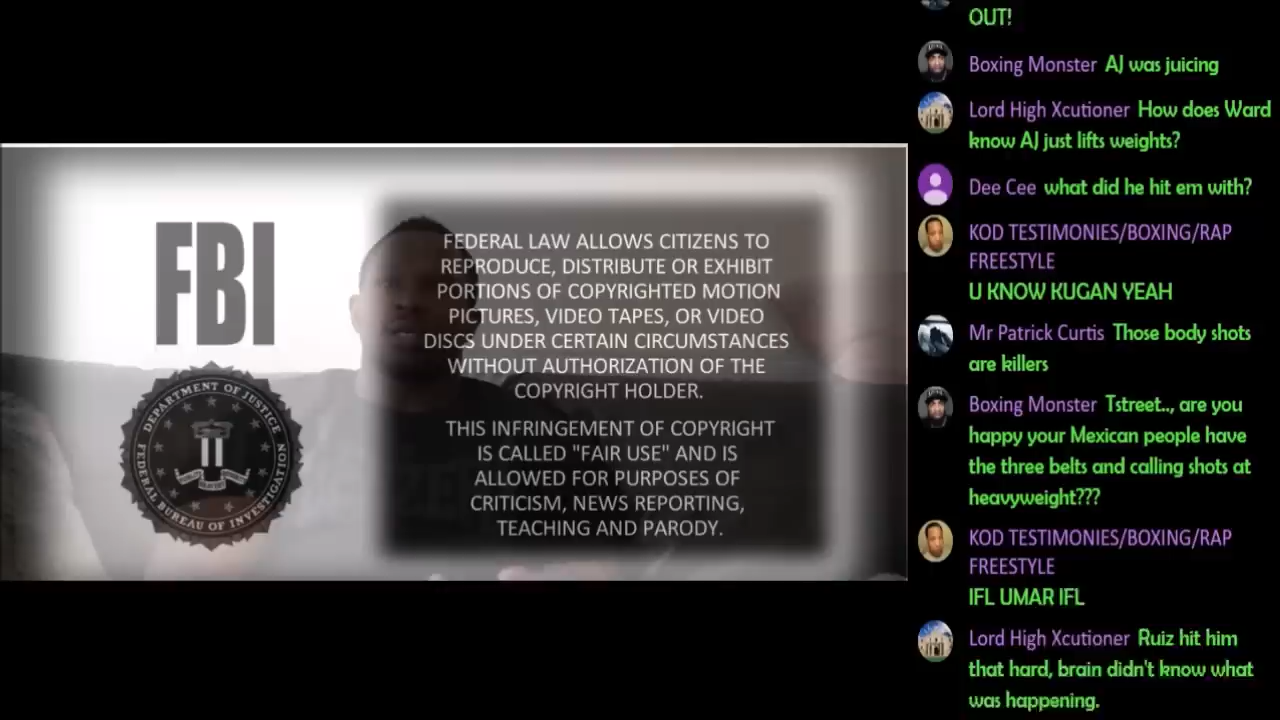 FBI
DEPARTMENT OF JUSTICE
FEDERAL BUREAU OF INVESTIGATION
FEDERAL LAW ALLOWS CITIZENS TO
REPRODUCE, DISTRIBUTE OR EXHIBIT
PORTIONS OF COPYRIGHTED MOTION
PICTURES, VIDEO TAPES, OR VIDEO
DISCS UNDER CERTAIN CIRCUMSTANCES
WITHOUT AUTHORIZATION OF THE
COPYRIGHT HOLDER.
THIS INFRINGEMENT OF COPYRIGHT
IS CALLED "FAIR USE" AND IS
ALLOWED FOR PURPOSES OF
CRITICISM, NEWS REPORTING,
TEACHING AND PARODY.
OUT!
Boxing Monster AJ was juicing
Lord High Xcutioner How does Ward
know AJ just lifts weights?
Dee Cee what did he hit em with?
KOD TESTIMONIES/BOXING/RAP
FREESTYLE
U KNOW KUGAN YEAH
Mr Patrick Curtis Those body shots
are killers
Boxing Monster Tstreet.., are you
happy your Mexican people have
the three belts and calling shots at
heavyweight???
KOD TESTIMONIES/BOXING/RAP
FREESTYLE
IFL UMAR IFL
Lord High Xcutioner Ruiz hit him
that hard, brain didn't know what
was happening.